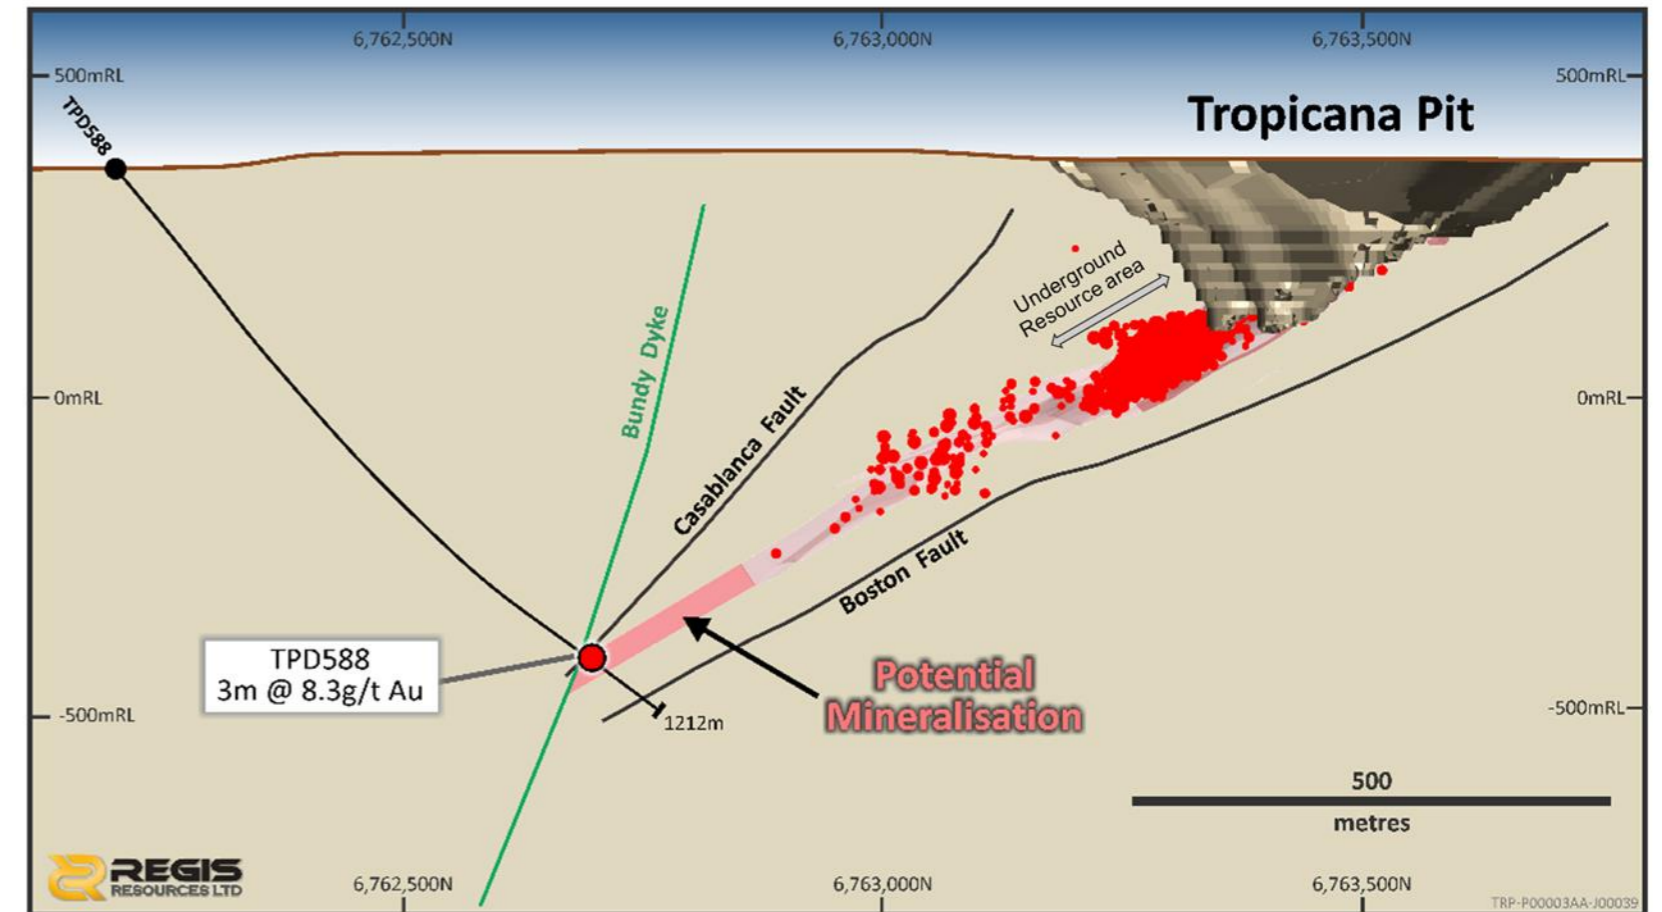 6,762,500N
6,763,000N
6,763,500N
500mRL
500mRL
TPD588
Tropicana Pit
Underground
Resource area
Bundy Dyke
0mRL
0mRL
Casablanca Fault
Boston Fault
TPD588
3m @ 8.3g/t Au
Potential
Mineralisation
-500mRL
1212m
-500mRL
500
metres
REGIS
RESOURCES LTD
6,762,500N
6,763,000N
6,763,500N
TRP-P00003AA-J00039